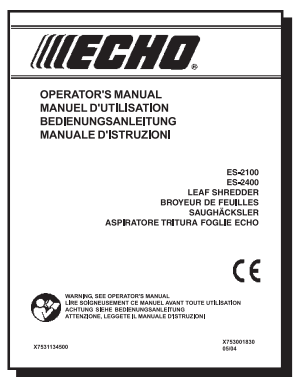 ECHO®
OPERATOR'S MANUAL
MANUEL D'UTILISATION
BEDIENUNGSANLEITUNG
MANUALE D'ISTRUZIONI
ES-2100
ES-2400
LEAF SHREDDER
BROYEUR DE FEUILLES
SAUGHÄCKSLER
ASPIRATORE TRITURA FOGLIE ECHO
CE
WARNING, SEE OPERATOR'S MANUAL
LIRE SOIGNEUSEMENT CE MANUEL AVANT TOUTE UTILISATION
ACHTUNG SIEHE BEDIENUNGSANLEITUNG
ATTENZIONE, LEGGETE IL MANUALE D'ISTRUZIONI
X7531134500
X753001830
05/04